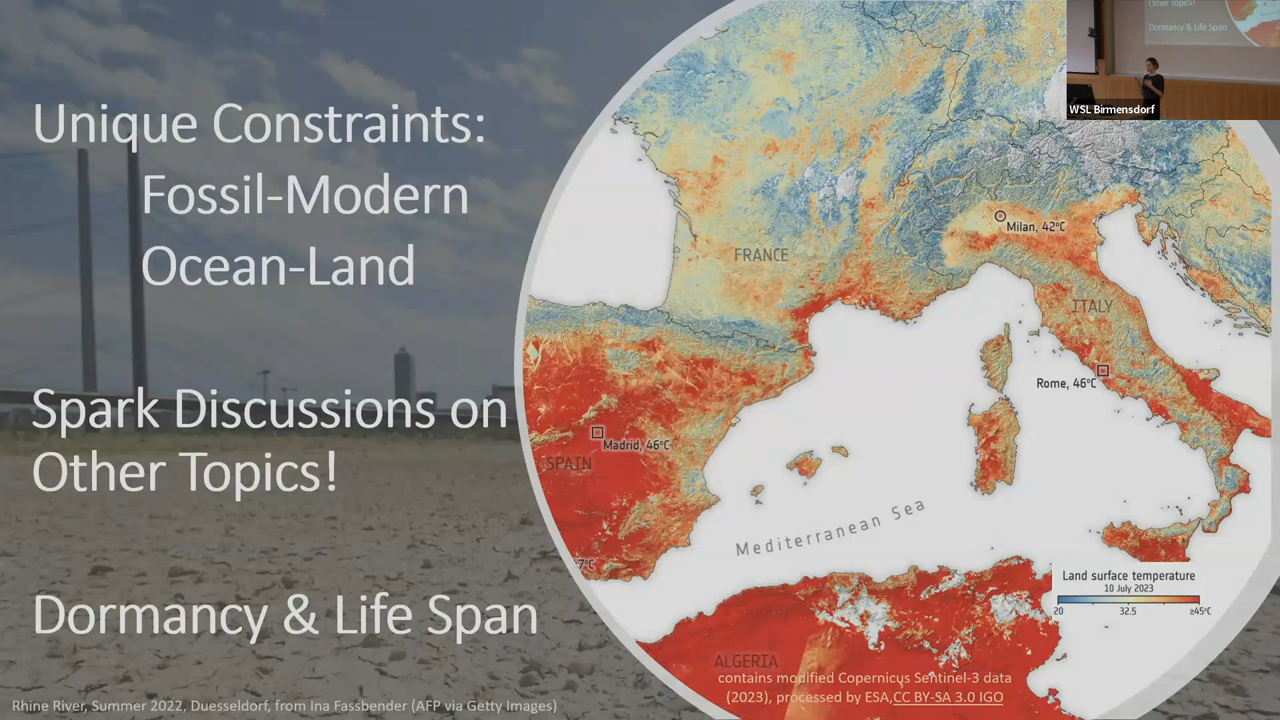 Unique Constraints:
Fossil-Modern
Ocean-Land
Spark Discussions on
Other Topics!
Dormancy & Life Span
Rhine River, Summer 2022, Duesseldorf, from Ina Fassbender (AFP via Getty Images)
Other Topics!
Dormancy & Life Span
WSL Birmensdorf
Milan, 42°C
FRANCE
ITALY
Rome, 46°C
Madrid, 46°C
SPAIN
Mediterranean Sea
7°C
Land surface temperature
10 July 2023
20 32.5 ≥45°C
ALGERIA
contains modified Copernicus Sentinel-3 data
(2023), processed by ESA,CC BY-SA 3.0 IGO